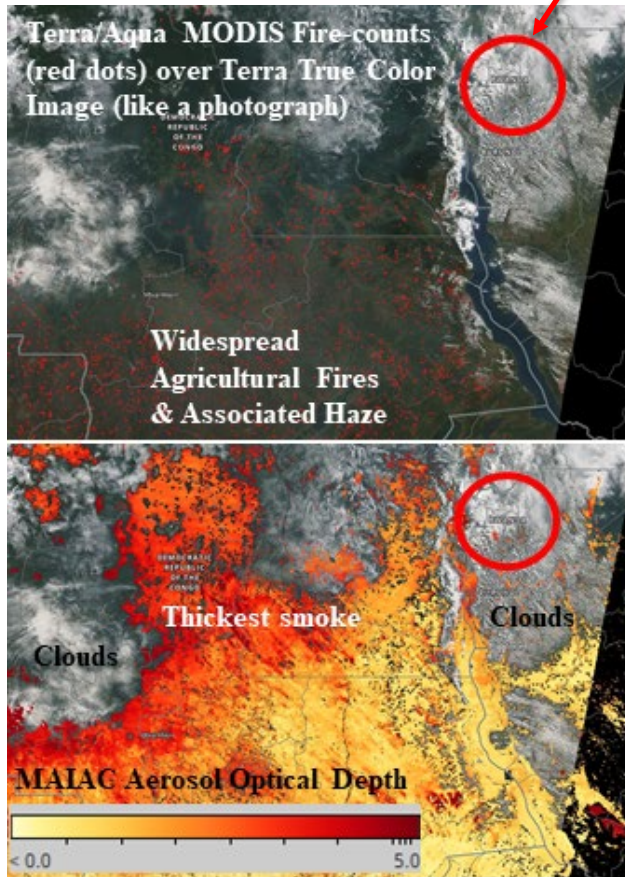 Terra/Aqua MODIS Fire-counts
(red dots) over Terra True Color
Image (like a photograph)
DEMOCRATIC
REPUBLIC
OF THE
CONGO
Widespread
Agricultural Fires
& Associated Haze
DEMOCRATIC
REPUBLIC
OF THE
CONGO
Thickest smoke
Clouds
Clouds
MAIAC Aerosol Optical Depth
< 0.0
5.0